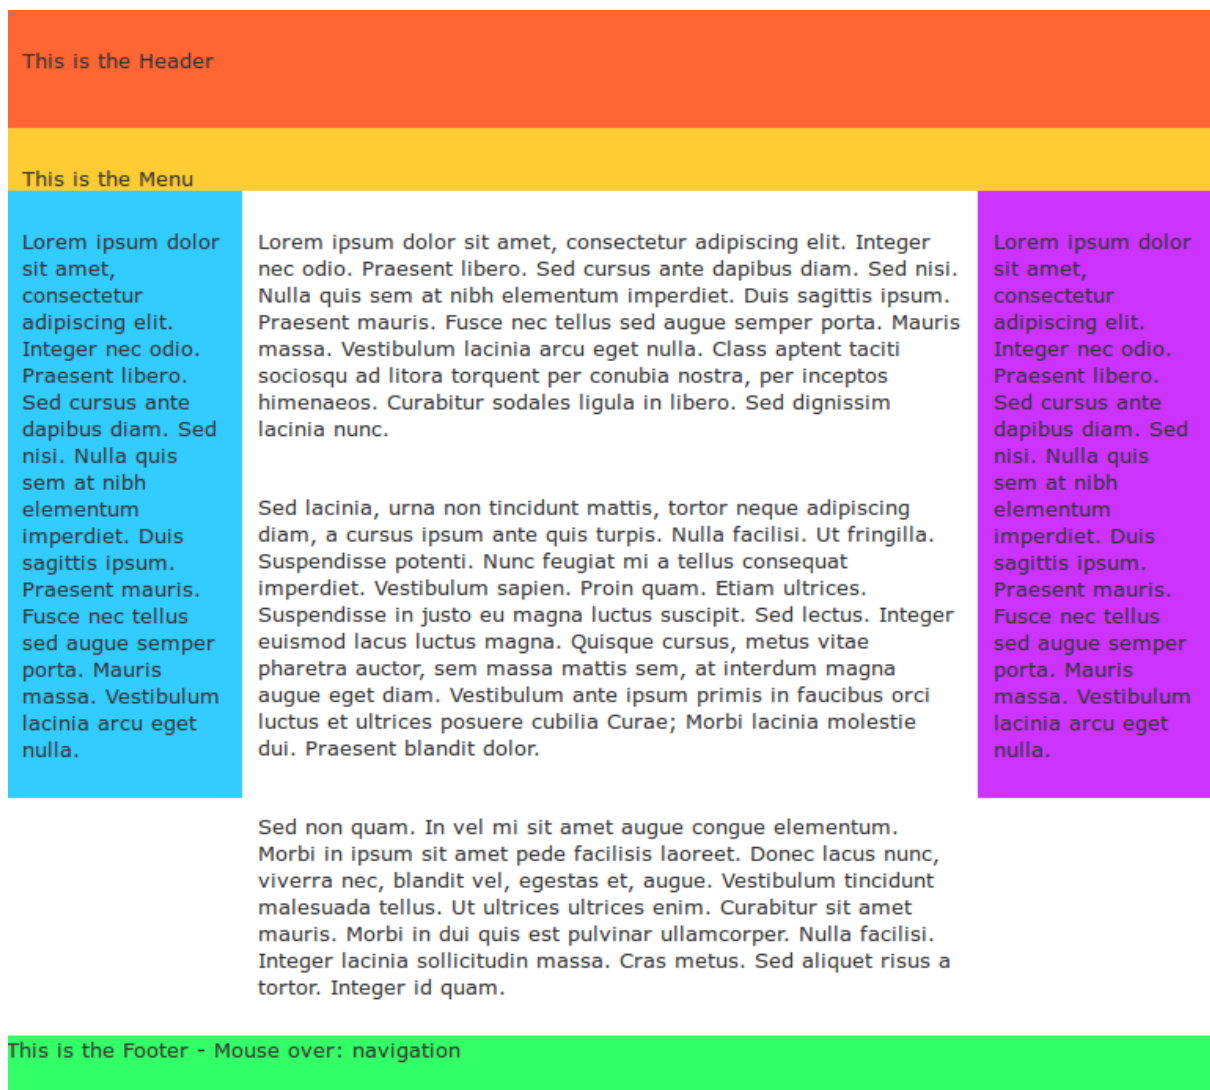 This is the Header
This is the Menu
Lorem ipsum dolor
sit amet,
consectetur
adipiscing elit.
Integer nec odio.
Praesent libero.
Sed cursus ante
dapibus diam. Sed
nisi. Nulla quis
sem at nibh
elementum
imperdiet. Duis
sagittis ipsum.
Praesent mauris.
Fusce nec tellus
sed augue semper
porta. Mauris
massa. Vestibulum
lacinia arcu eget
nulla.
Lorem ipsum dolor sit amet, consectetur adipiscing elit. Integer
nec odio. Praesent libero. Sed cursus ante dapibus diam. Sed nisi.
Nulla quis sem at nibh elementum imperdiet. Duis sagittis ipsum.
Praesent mauris. Fusce nec tellus sed augue semper porta. Mauris
massa. Vestibulum lacinia arcu eget nulla. Class aptent taciti
sociosqu ad litora torquent per conubia nostra, per inceptos
himenaeos. Curabitur sodales ligula in libero. Sed dignissim
lacinia nunc.
Sed lacinia, urna non tincidunt mattis, tortor neque adipiscing
diam, a cursus ipsum ante quis turpis. Nulla facilisi. Ut fringilla.
Suspendisse potenti. Nunc feugiat mi a tellus consequat
imperdiet. Vestibulum sapien. Proin quam. Etiam ultrices.
Suspendisse in justo eu magna luctus suscipit. Sed lectus. Integer
euismod lacus luctus magna. Quisque cursus, metus vitae
pharetra auctor, sem massa mattis sem, at interdum magna
augue eget diam. Vestibulum ante ipsum primis in faucibus orci
luctus et ultrices posuere cubilia Curae; Morbi lacinia molestie
dui. Praesent blandit dolor.
Sed non quam. In vel mi sit amet augue congue elementum.
Morbi in ipsum sit amet pede facilisis laoreet. Donec lacus nunc,
viverra nec, blandit vel, egestas et, augue. Vestibulum tincidunt
malesuada tellus. Ut ultrices ultrices enim. Curabitur sit amet
mauris. Morbi in dui quis est pulvinar ullamcorper. Nulla facilisi.
Integer lacinia sollicitudin massa. Cras metus. Sed aliquet risus a
tortor. Integer id quam.
Lorem ipsum dolor
sit amet,
consectetur
adipiscing elit.
Integer nec odio.
Praesent libero.
Sed cursus ante
dapibus diam. Sed
nisi. Nulla quis
sem at nibh
elementum
imperdiet. Duis
sagittis ipsum.
Praesent mauris.
Fusce nec tellus
sed augue semper
porta. Mauris
massa. Vestibulum
lacinia arcu eget
nulla.
This is the Footer - Mouse over: navigation